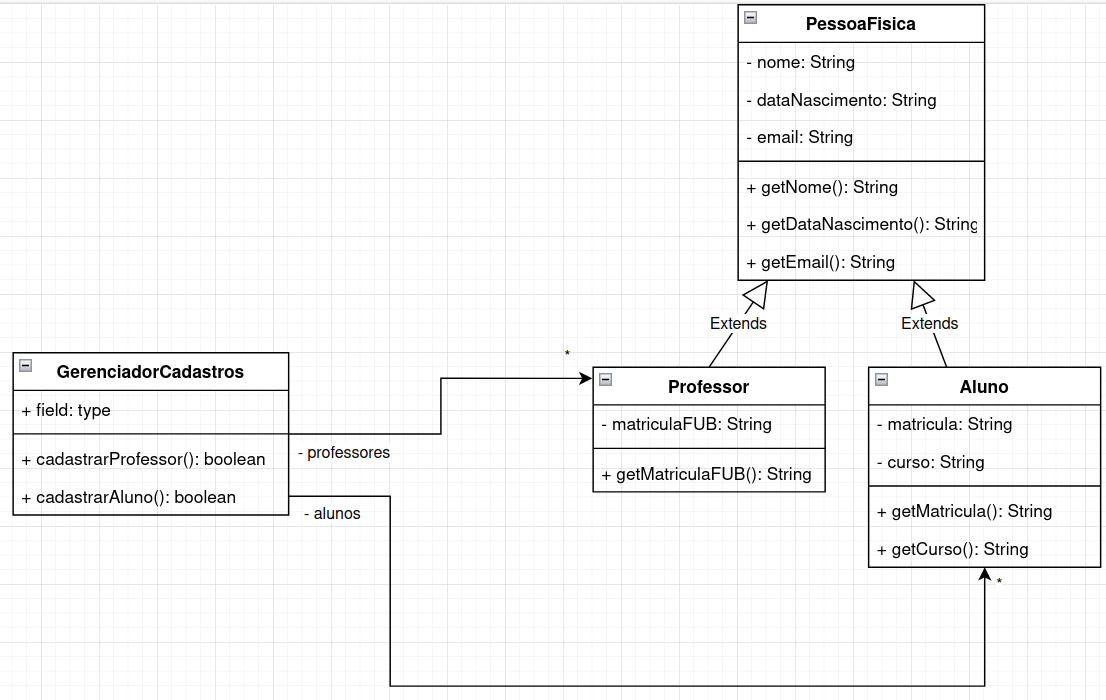 PessoaFisica
- nome: String
- dataNascimento: String
- email: String
+ getNome(): String
+ getDataNascimento(): String
+ getEmail(): String
Extends
Extends
*
GerenciadorCadastros
+ field: type
+ cadastrarProfessor(): boolean
+ cadastrarAluno(): boolean
- professores
- alunos
Professor
- matriculaFUB: String
+ getMatriculaFUB(): String
Aluno
- matricula: String
- curso: String
+ getMatricula(): String
+ getCurso(): String
*